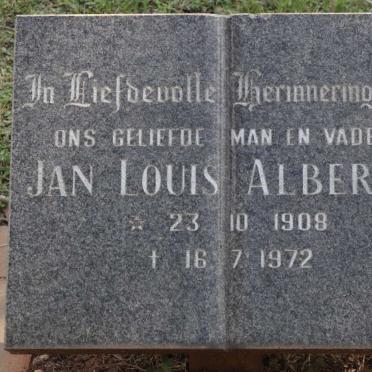 In Liefdevolle Herinnering
ONS GELIEFDE MAN EN VADE
JAN LOUIS ALBER
☆ 23 10 1908
† 16 7 1972